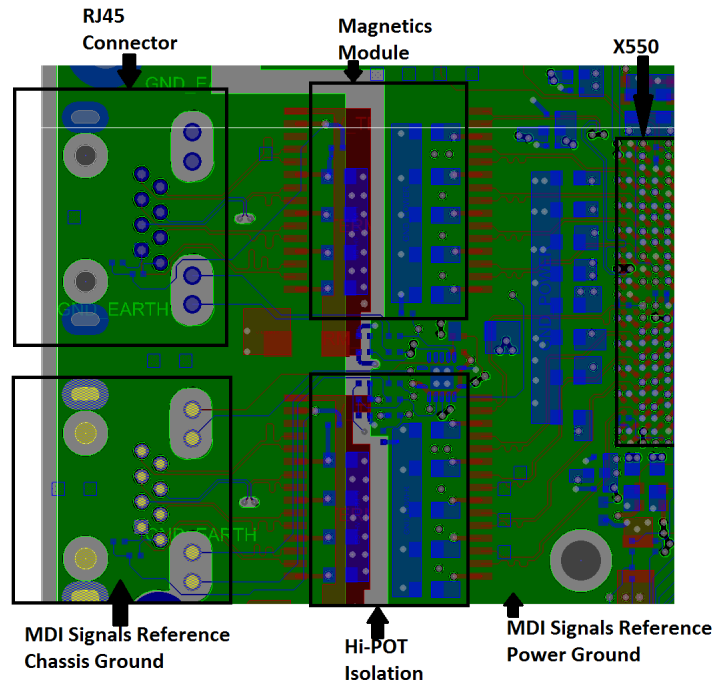 RJ45
Connector
Magnetics
Module
X550
GND_EA
GND_EARTH
GND_EARTH
MDI Signals Reference
Chassis Ground
Hi-POT
Isolation
MDI Signals Reference
Power Ground